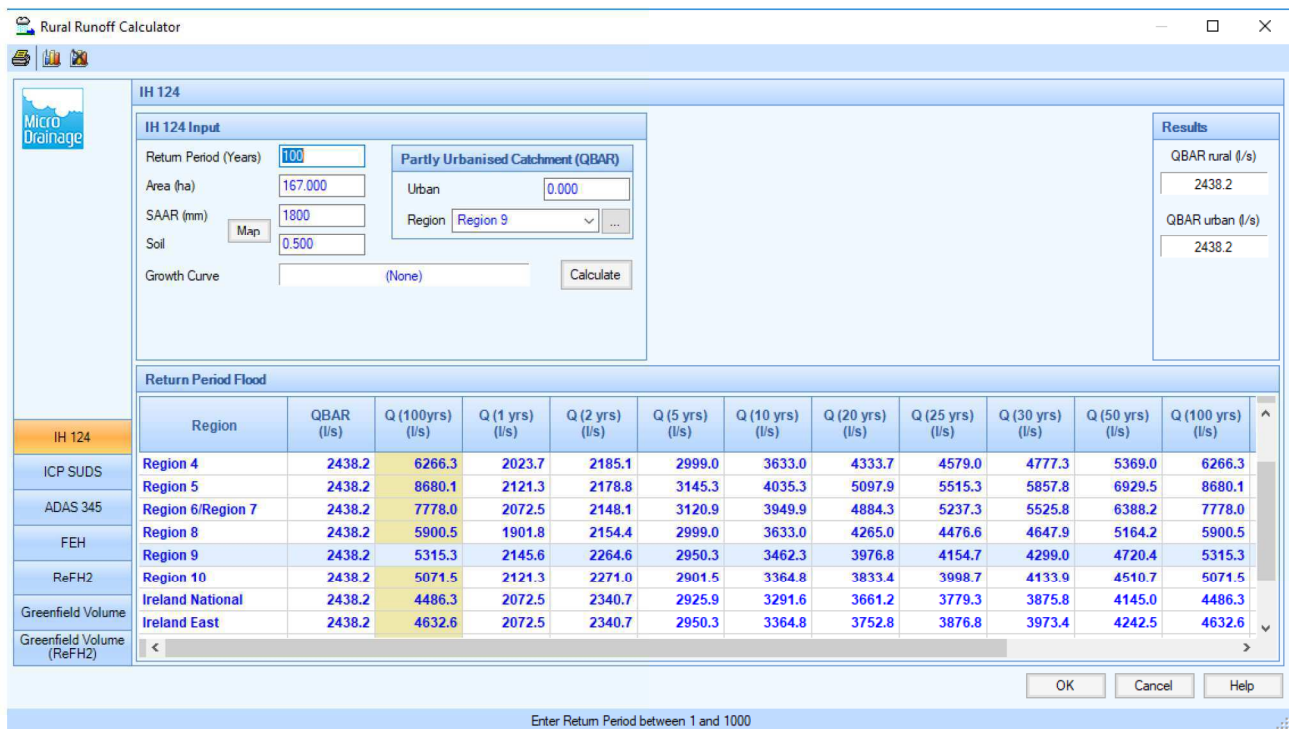 Rural Runoff Calculator
Micro
Drainage
IH 124
IH 124 Input
Return Period (Years) 100
Area (ha) 167.000
SAAR (mm) 1800
Map
Soil 0.500
Growth Curve (None)
Calculate
Partly Urbanised Catchment (QBAR)
Urban 0.000
Region Region 9 ...
Results
QBAR rural (l/s)
2438.2
QBAR urban (l/s)
2438.2
IH 124
ICP SUDS
ADAS 345
FEH
ReFH2
Greenfield Volume
Greenfield Volume
(ReFH2)
Return Period Flood
Region QBAR (l/s) Q (100yrs) (l/s) Q (1 yrs) (l/s) Q (2 yrs) (l/s) Q (5 yrs) (l/s) Q (10 yrs) (l/s) Q (20 yrs) (l/s) Q (25 yrs) (l/s) Q (30 yrs) (l/s) Q (50 yrs) (l/s) Q (100 yrs) (l/s)
Region 4 2438.2 6266.3 2023.7 2185.1 2999.0 3633.0 4333.7 4579.0 4777.3 5369.0 6266.3
Region 5 2438.2 8680.1 2121.3 2178.8 3145.3 4035.3 5097.9 5515.3 5857.8 6929.5 8680.1
Region 6/Region 7 2438.2 7778.0 2072.5 2148.1 3120.9 3949.9 4884.3 5237.3 5525.8 6388.2 7778.0
Region 8 2438.2 5900.5 1901.8 2154.4 2999.0 3633.0 4265.0 4476.6 4647.9 5164.2 5900.5
Region 9 2438.2 5315.3 2145.6 2264.6 2950.3 3462.3 3976.8 4154.7 4299.0 4720.4 5315.3
Region 10 2438.2 5071.5 2121.3 2271.0 2901.5 3364.8 3833.4 3998.7 4133.9 4510.7 5071.5
Ireland National 2438.2 4486.3 2072.5 2340.7 2925.9 3291.6 3661.2 3779.3 3875.8 4145.0 4486.3
Ireland East 2438.2 4632.6 2072.5 2340.7 2950.3 3364.8 3752.8 3876.8 3973.4 4242.5 4632.6
OK Cancel Help
Enter Return Period between 1 and 1000